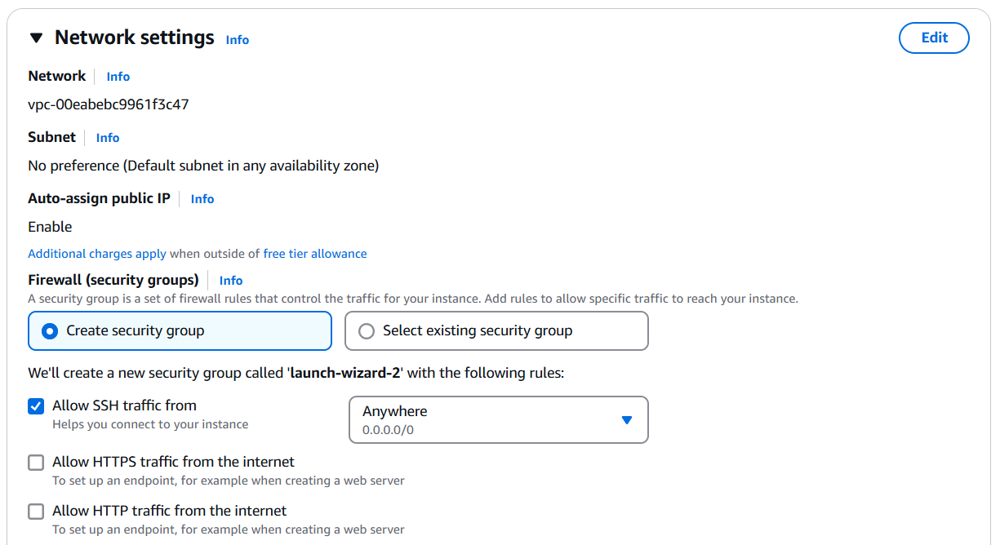 Network settings Info Edit
Network Info
vpc-00eabebc9961f3c47
Subnet Info
No preference (Default subnet in any availability zone)
Auto-assign public IP Info
Enable
Additional charges apply when outside of free tier allowance
Firewall (security groups) Info
A security group is a set of firewall rules that control the traffic for your instance. Add rules to allow specific traffic to reach your instance.
Create security group Select existing security group
We'll create a new security group called 'launch-wizard-2' with the following rules:
Allow SSH traffic from Anywhere
Helps you connect to your instance 0.0.0.0/0
Allow HTTPS traffic from the internet
To set up an endpoint, for example when creating a web server
Allow HTTP traffic from the internet
To set up an endpoint, for example when creating a web server